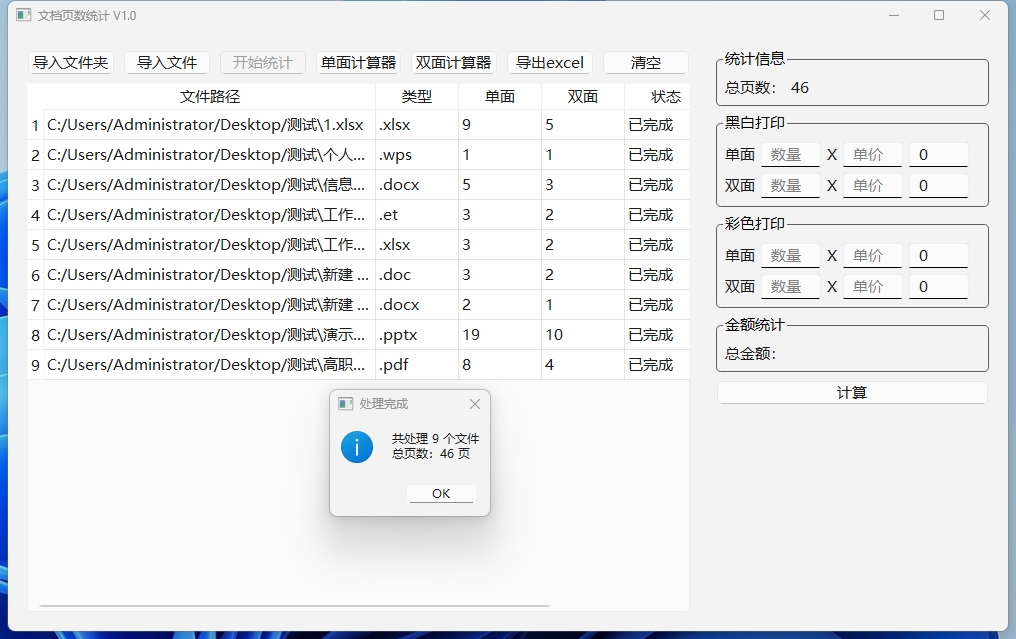 文档页数统计 V1.0
导入文件夹 导入文件 开始统计 单面计算器 双面计算器 导出excel 清空
文件路径 类型 单面 双面 状态
1 C:/Users/Administrator/Desktop/测试\1.xlsx .xlsx 9 5 已完成
2 C:/Users/Administrator/Desktop/测试\个人... .wps 1 1 已完成
3 C:/Users/Administrator/Desktop/测试\信息... .docx 5 3 已完成
4 C:/Users/Administrator/Desktop/测试\工作... .et 3 2 已完成
5 C:/Users/Administrator/Desktop/测试\工作... .xlsx 3 2 已完成
6 C:/Users/Administrator/Desktop/测试\新建 ... .doc 3 2 已完成
7 C:/Users/Administrator/Desktop/测试\新建 ... .docx 2 1 已完成
8 C:/Users/Administrator/Desktop/测试\演示... .pptx 19 10 已完成
9 C:/Users/Administrator/Desktop/测试\高职... .pdf 8 4 已完成
处理完成
共处理 9 个文件
总页数: 46 页
OK
统计信息
总页数: 46
黑白打印
单面 数量 X 单价 0
双面 数量 X 单价 0
彩色打印
单面 数量 X 单价 0
双面 数量 X 单价 0
金额统计
总金额:
计算